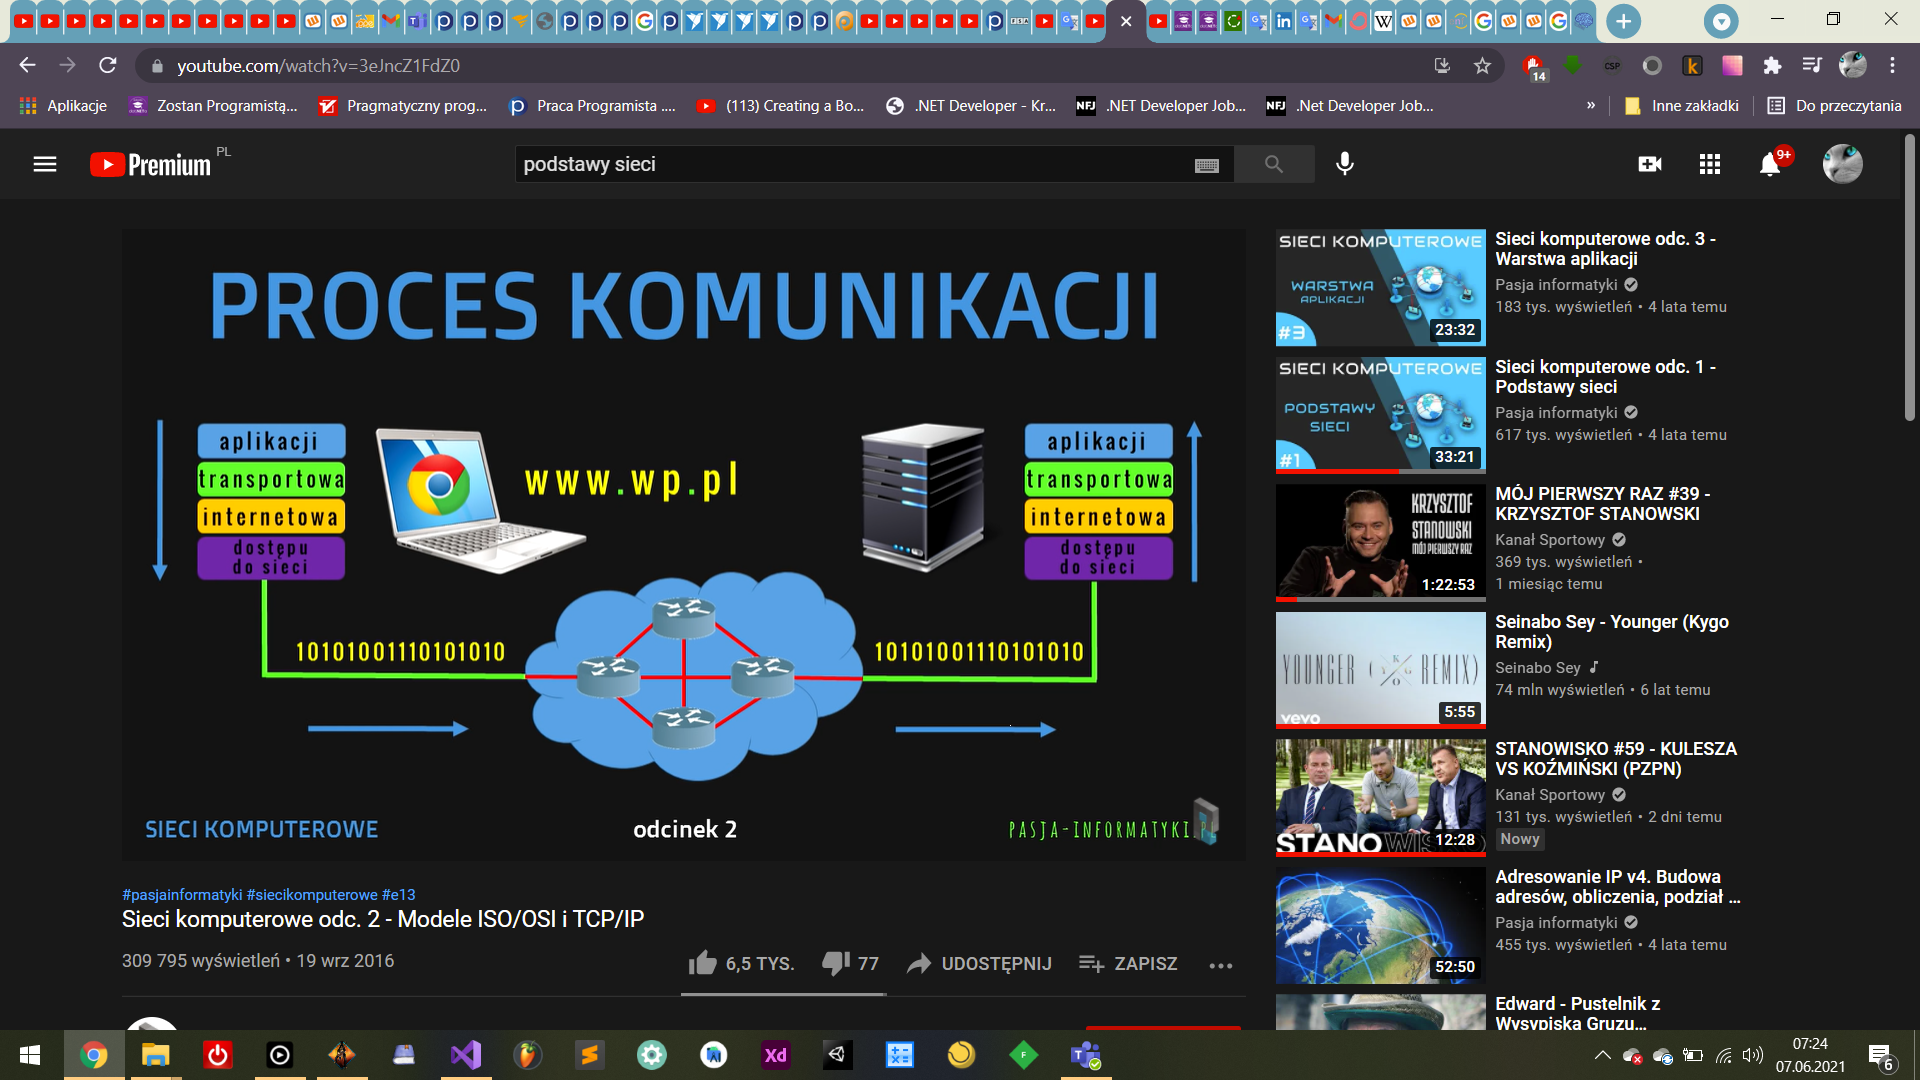 youtube.com/watch?v=3eJncZ1FdZ0
14
CSP
Aplikacje
Zostan Programistą...
Pragmatyczny prog...
Praca Programista ....
(113) Creating a Bo...
.NET Developer - Kr...
NFJ
.NET Developer Job...
NFJ
.Net Developer Job...
»
Inne zakładki
Do przeczytania
Premium
PL
podstawy sieci
9+
PROCES KOMUNIKACJI
aplikacji
transportowa
internetowa
dostępu
do sieci
www.wp.pl
aplikacji
transportowa
internetowa
dostępu
do sieci
10101001110101010
10101001110101010
SIECI KOMPUTEROWE
odcinek 2
PASJA-INFORMATYKI.PL
#pasjainformatyki #siecikomputerowe #e13
Sieci komputerowe odc. 2 - Modele ISO/OSI i TCP/IP
309 795 wyświetleń • 19 wrz 2016
6,5 TYS.
77
UDOSTĘPNIJ
ZAPISZ
SIECI KOMPUTEROWE
WARSTWA
APLIKACJI
#3
23:32
Sieci komputerowe odc. 3 -
Warstwa aplikacji
Pasja informatyki
183 tys. wyświetleń • 4 lata temu
SIECI KOMPUTEROWE
PODSTAWY
SIECI
#1
33:21
Sieci komputerowe odc. 1 -
Podstawy sieci
Pasja informatyki
617 tys. wyświetleń • 4 lata temu
KRZYSZTOF
STANOWSKI
MÓJ PIERWSZY RAZ
1:22:53
MÓJ PIERWSZY RAZ #39 -
KRZYSZTOF STANOWSKI
Kanał Sportowy
369 tys. wyświetleń •
1 miesiąc temu
YOUNGER (KYGO REMIX)
vevo
5:55
Seinabo Sey - Younger (Kygo
Remix)
Seinabo Sey
74 mln wyświetleń • 6 lat temu
STANOWISKO
12:28
STANOWISKO #59 - KULESZA
VS KOŹMIŃSKI (PZPN)
Kanał Sportowy
131 tys. wyświetleń • 2 dni temu
Nowy
52:50
Adresowanie IP v4. Budowa
adresów, obliczenia, podział ...
Pasja informatyki
455 tys. wyświetleń • 4 lata temu
Edward - Pustelnik z
Wysypiska Gruzu...
Xd
07:24
07.06.2021
6